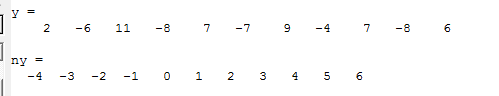 y =
2 -6 11 -8 7 -7 9 -4 7 -8 6
ny =
-4 -3 -2 -1 0 1 2 3 4 5 6